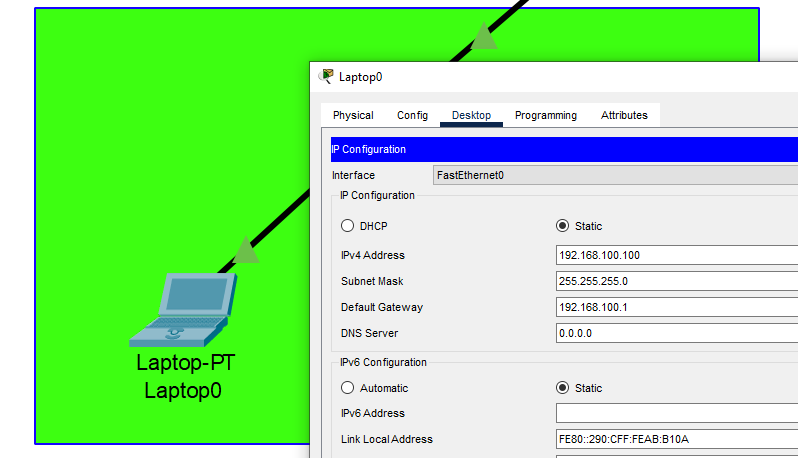 Laptop0
Physical Config Desktop Programming Attributes
IP Configuration
Interface FastEthernet0
IP Configuration
DHCP Static
IPv4 Address 192.168.100.100
Subnet Mask 255.255.255.0
Default Gateway 192.168.100.1
DNS Server 0.0.0.0
IPv6 Configuration
Automatic Static
IPv6 Address
Link Local Address FE80::290:CFF:FEAB:B10A
Laptop-PT
Laptop0